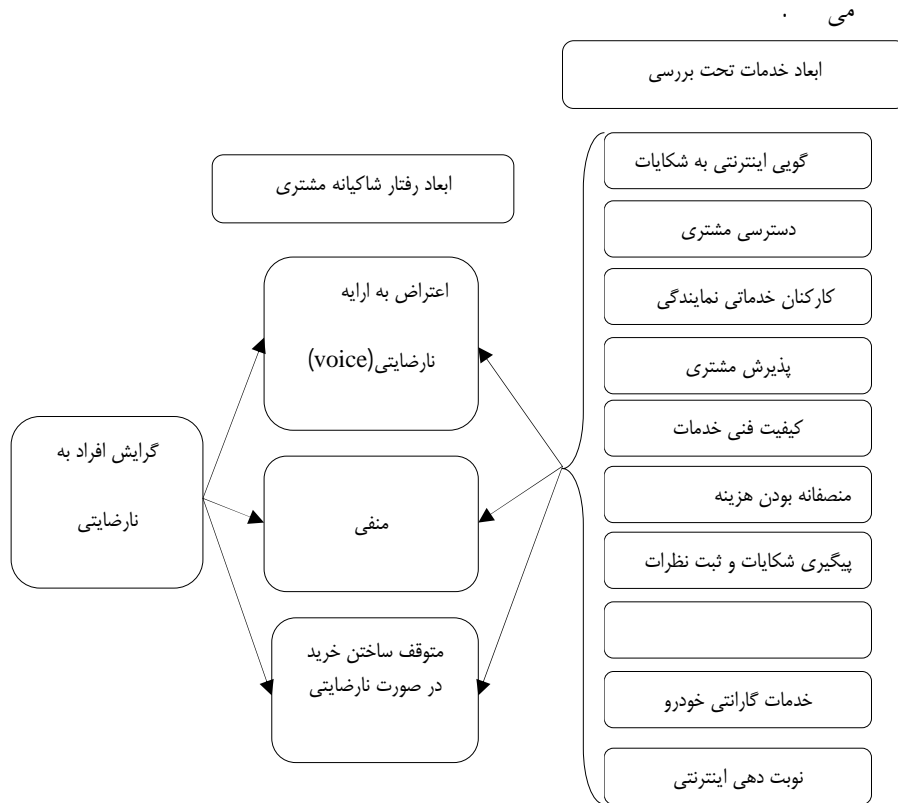 می .
ابعاد خدمات تحت بررسی
گویی اینترنتی به شکایات
دسترسی مشتری
کارکنان خدماتی نمایندگی
پذیرش مشتری
کیفیت فنی خدمات
منصفانه بودن هزینه
پیگیری شکایات و ثبت نظرات
خدمات گارانتی خودرو
نوبت دهی اینترنتی
ابعاد رفتار شاکیانه مشتری
اعتراض به ارایه
نارضایتی(voice)
منفی
متوقف ساختن خرید
در صورت نارضایتی
گرایش افراد به
نارضایتی